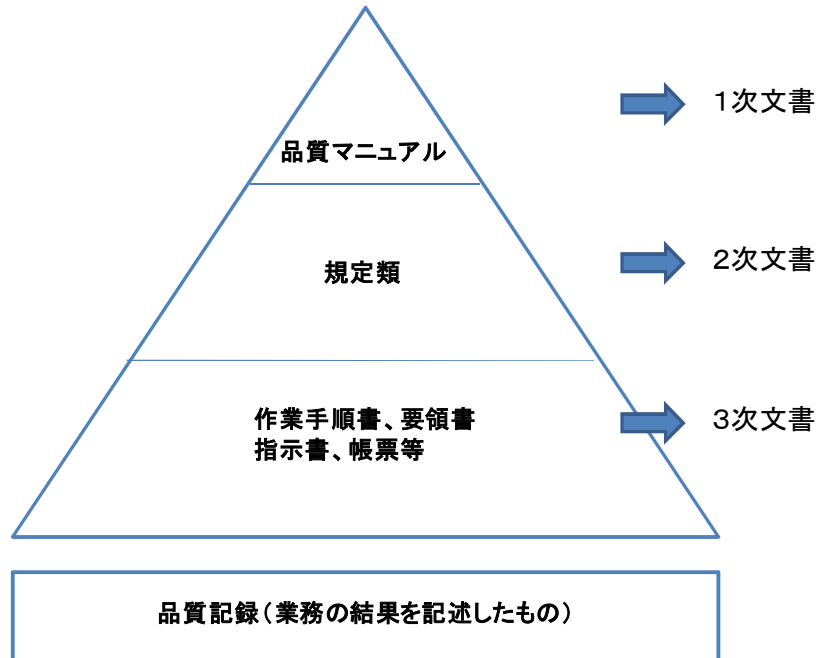 1次文書
品質マニュアル
2次文書
規定類
3次文書
作業手順書、要領書
指示書、帳票等
品質記録（業務の結果を記述したもの）